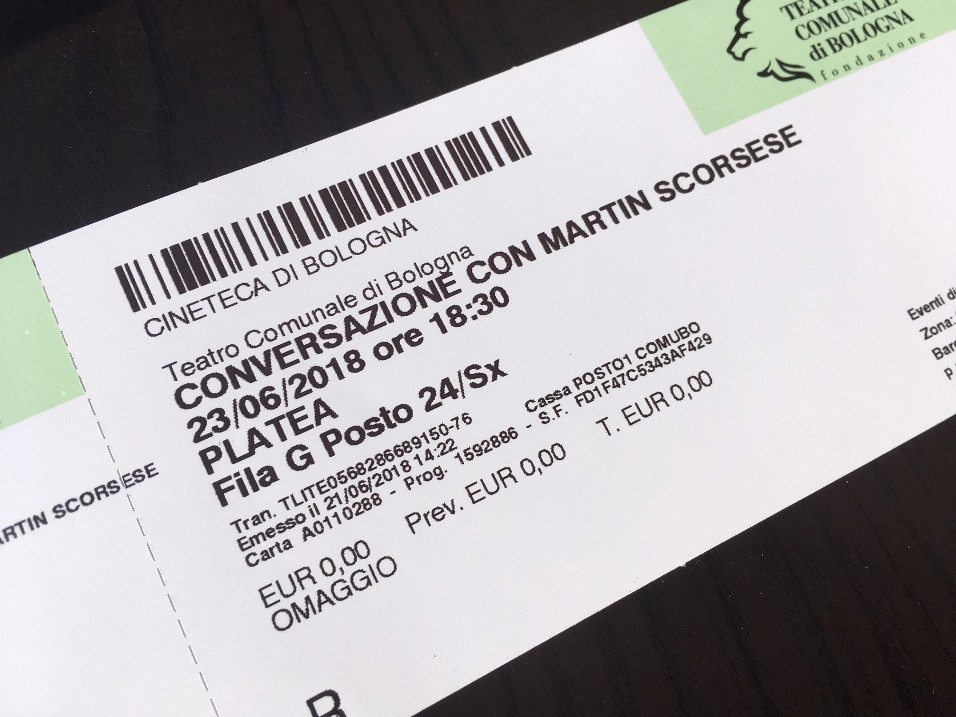 TEATRO
COMUNALE
di BOLOGNA
fondazione
CINETECA DI BOLOGNA
Teatro Comunale di Bologna
CONVERSAZIONE CON MARTIN SCORSESE
23/06/2018 ore 18:30
PLATEA
Fila G Posto 24/Sx
Tran. TLITE0568286689150-76 Cassa POSTO1 COMUBO
Emesso il 21/06/2018 14:22
Carta A0110288 - Prog. 1592886 - S.F. FD1F47C5343AF429
EUR 0,00 Prev. EUR 0,00 T. EUR 0,00
OMAGGIO
R
ARTIN SCORSESE
Eventi di
Zona: